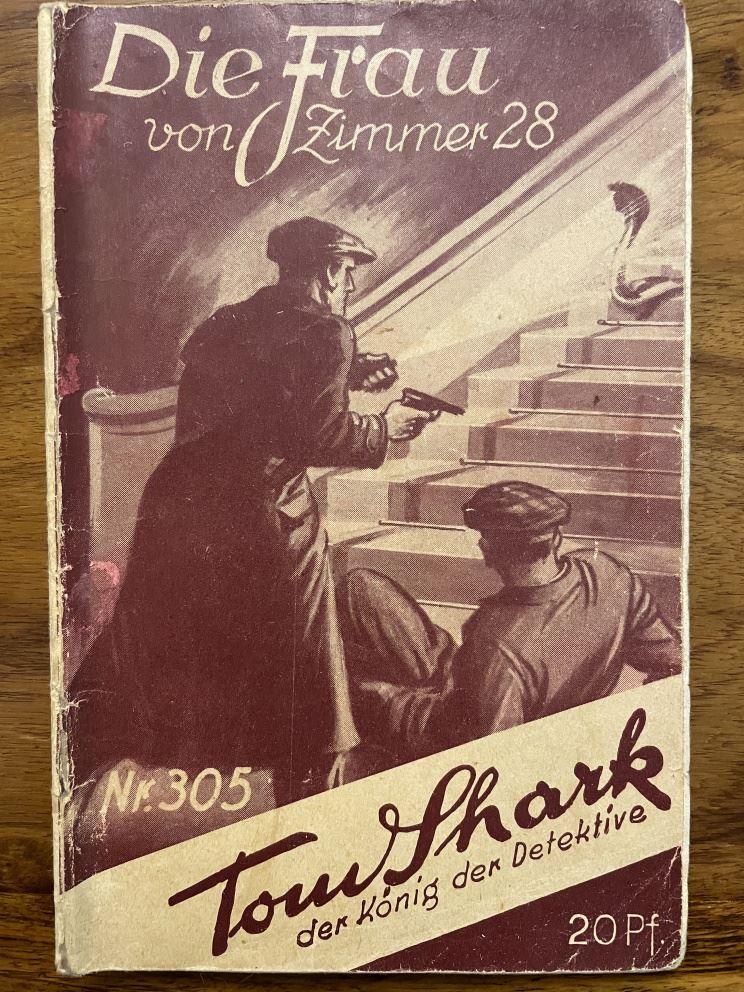 Die Frau
von Zimmer 28
Nr. 305
Tom Shark
der König der Detektive
20 Pf.